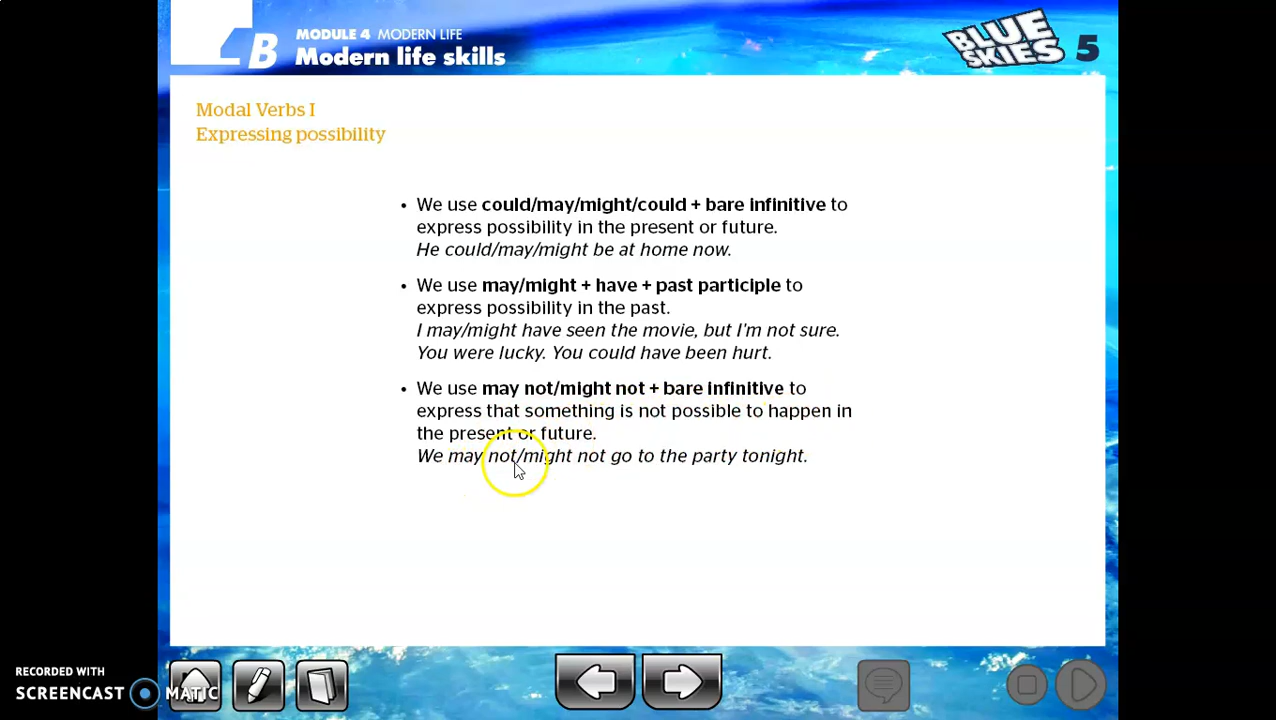 4B MODULE 4 MODERN LIFE
Modern life skills
BLUE
SKIES 5
Modal Verbs I
Expressing possibility
• We use could/may/might/could + bare infinitive to
express possibility in the present or future.
He could/may/might be at home now.
• We use may/might + have + past participle to
express possibility in the past.
I may/might have seen the movie, but I'm not sure.
You were lucky. You could have been hurt.
• We use may not/might not + bare infinitive to
express that something is not possible to happen in
the present or future.
We may not/might not go to the party tonight.
RECORDED WITH
SCREENCAST MATIC